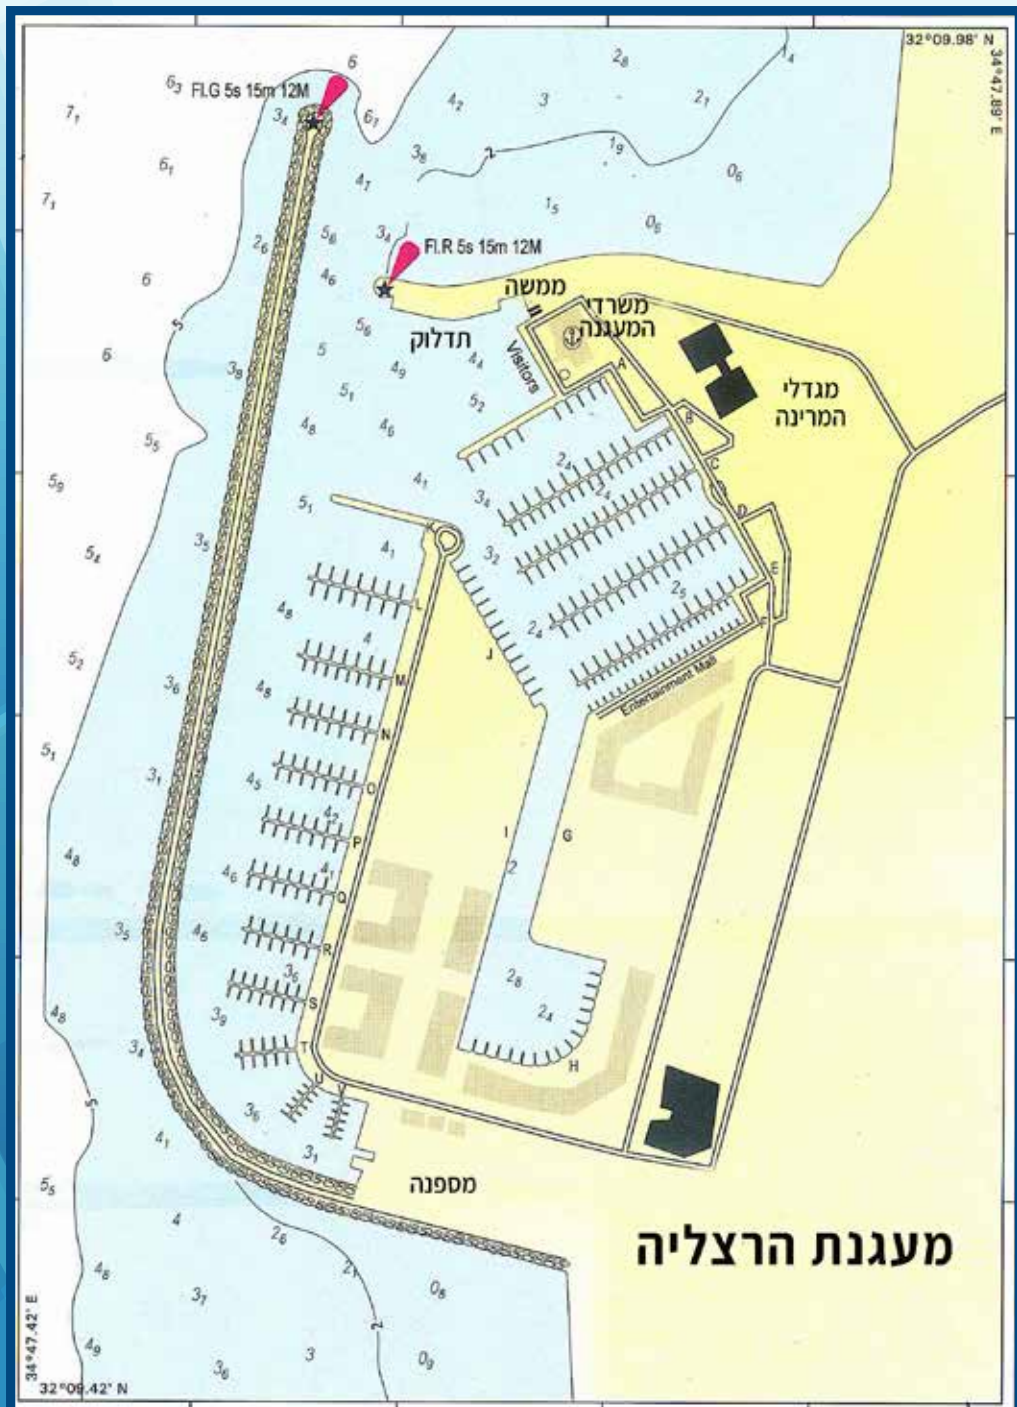 32°09.98' N
34°47.89' E
Fl.G 5s 15m 12M
Fl.R 5s 15m 12M
ממשה
משרדי
המעגנה
תדלוק
Visitors
מגדלי
המרינה
A
B
C
D
E
F
Entertainment Mall
J
L
M
N
O
P
Q
R
S
T
U
V
I
G
H
מספנה
מעגנת הרצליה
34°47.42' E
32°09.42' N